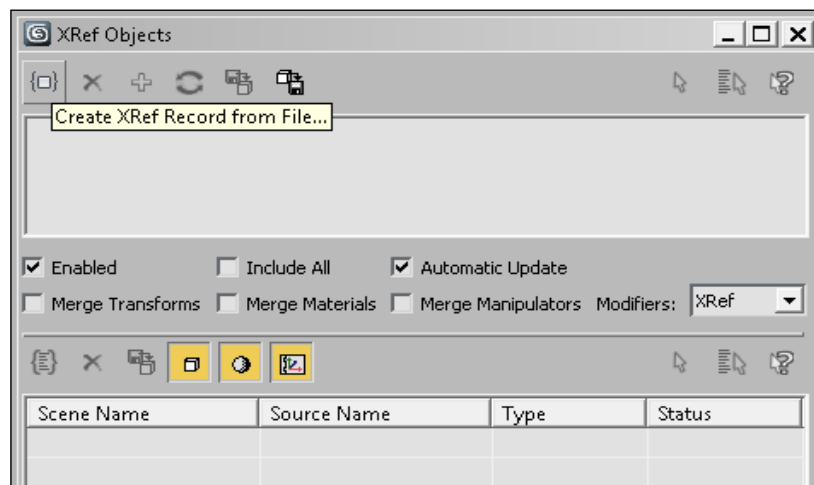 XRef Objects
Create XRef Record from File...
Enabled Include All Automatic Update
Merge Transforms Merge Materials Merge Manipulators Modifiers: XRef
Scene Name Source Name Type Status